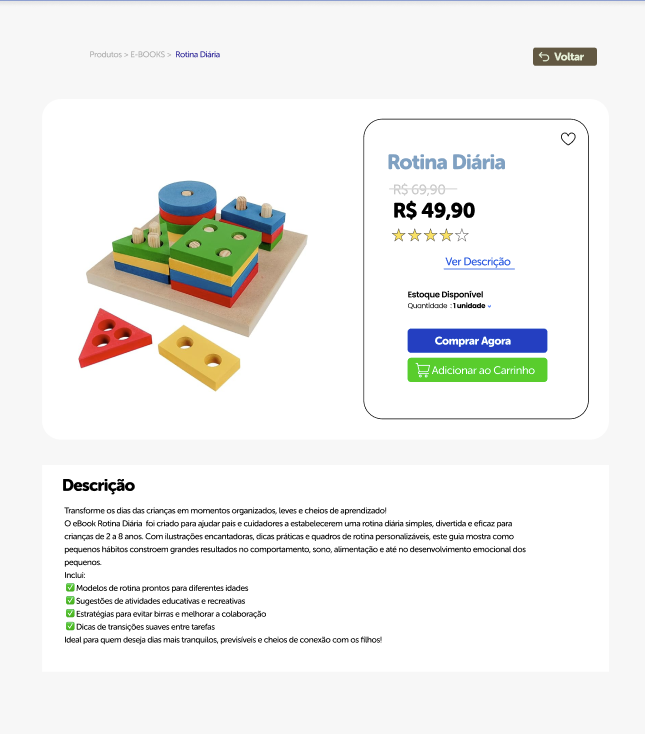 Produtos > E-BOOKS > Rotina Diária
Voltar
Rotina Diária
R$ 69,90
R$ 49,90
Ver Descrição
Estoque Disponível
Quantidade : 1 unidade
Comprar Agora
Adicionar ao Carrinho
Descrição
Transforme os dias das crianças em momentos organizados, leves e cheios de aprendizado!
O eBook Rotina Diária foi criado para ajudar pais e cuidadores a estabelecerem uma rotina diária simples, divertida e eficaz para
crianças de 2 a 8 anos. Com ilustrações encantadoras, dicas práticas e quadros de rotina personalizáveis, este guia mostra como
pequenos hábitos constroem grandes resultados no comportamento, sono, alimentação e até no desenvolvimento emocional dos
pequenos.
Inclui:
✅ Modelos de rotina prontos para diferentes idades
✅ Sugestões de atividades educativas e recreativas
✅ Estratégias para evitar birras e melhorar a colaboração
✅ Dicas de transições suaves entre tarefas
Ideal para quem deseja dias mais tranquilos, previsíveis e cheios de conexão com os filhos!